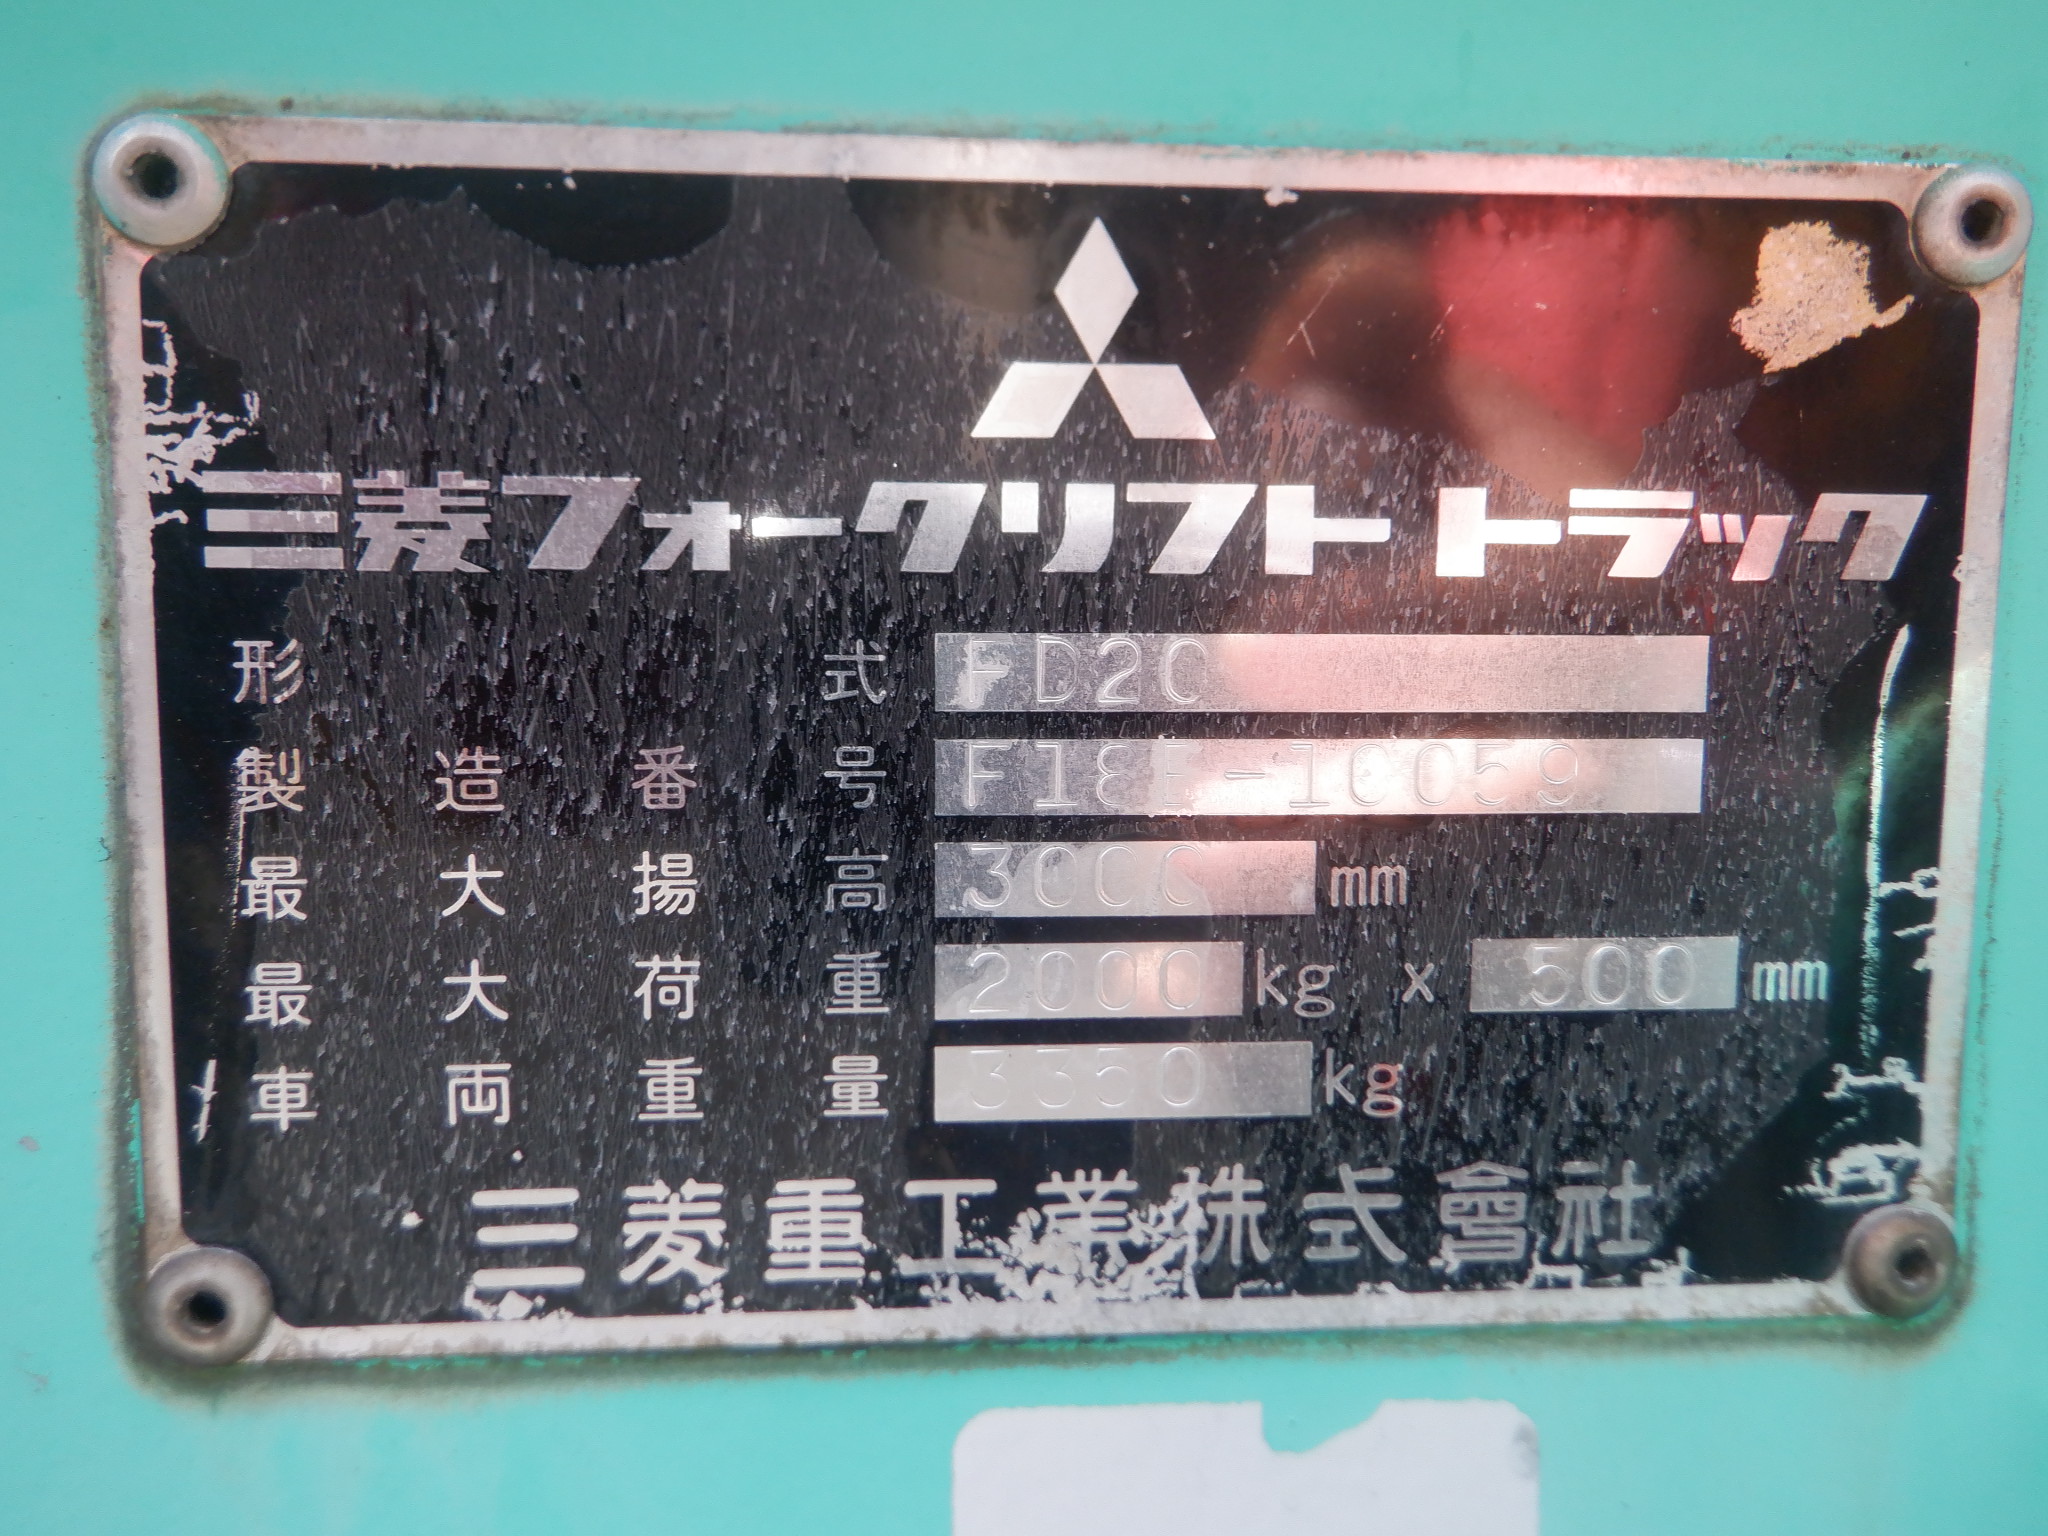 三菱フォークリフト トラック
形式 FD20
製造番号 F18E-10059
最大揚高 3000 mm
最大荷重 2000 kg x 500 mm
車両重量 3350 kg
三菱重工業株式會社